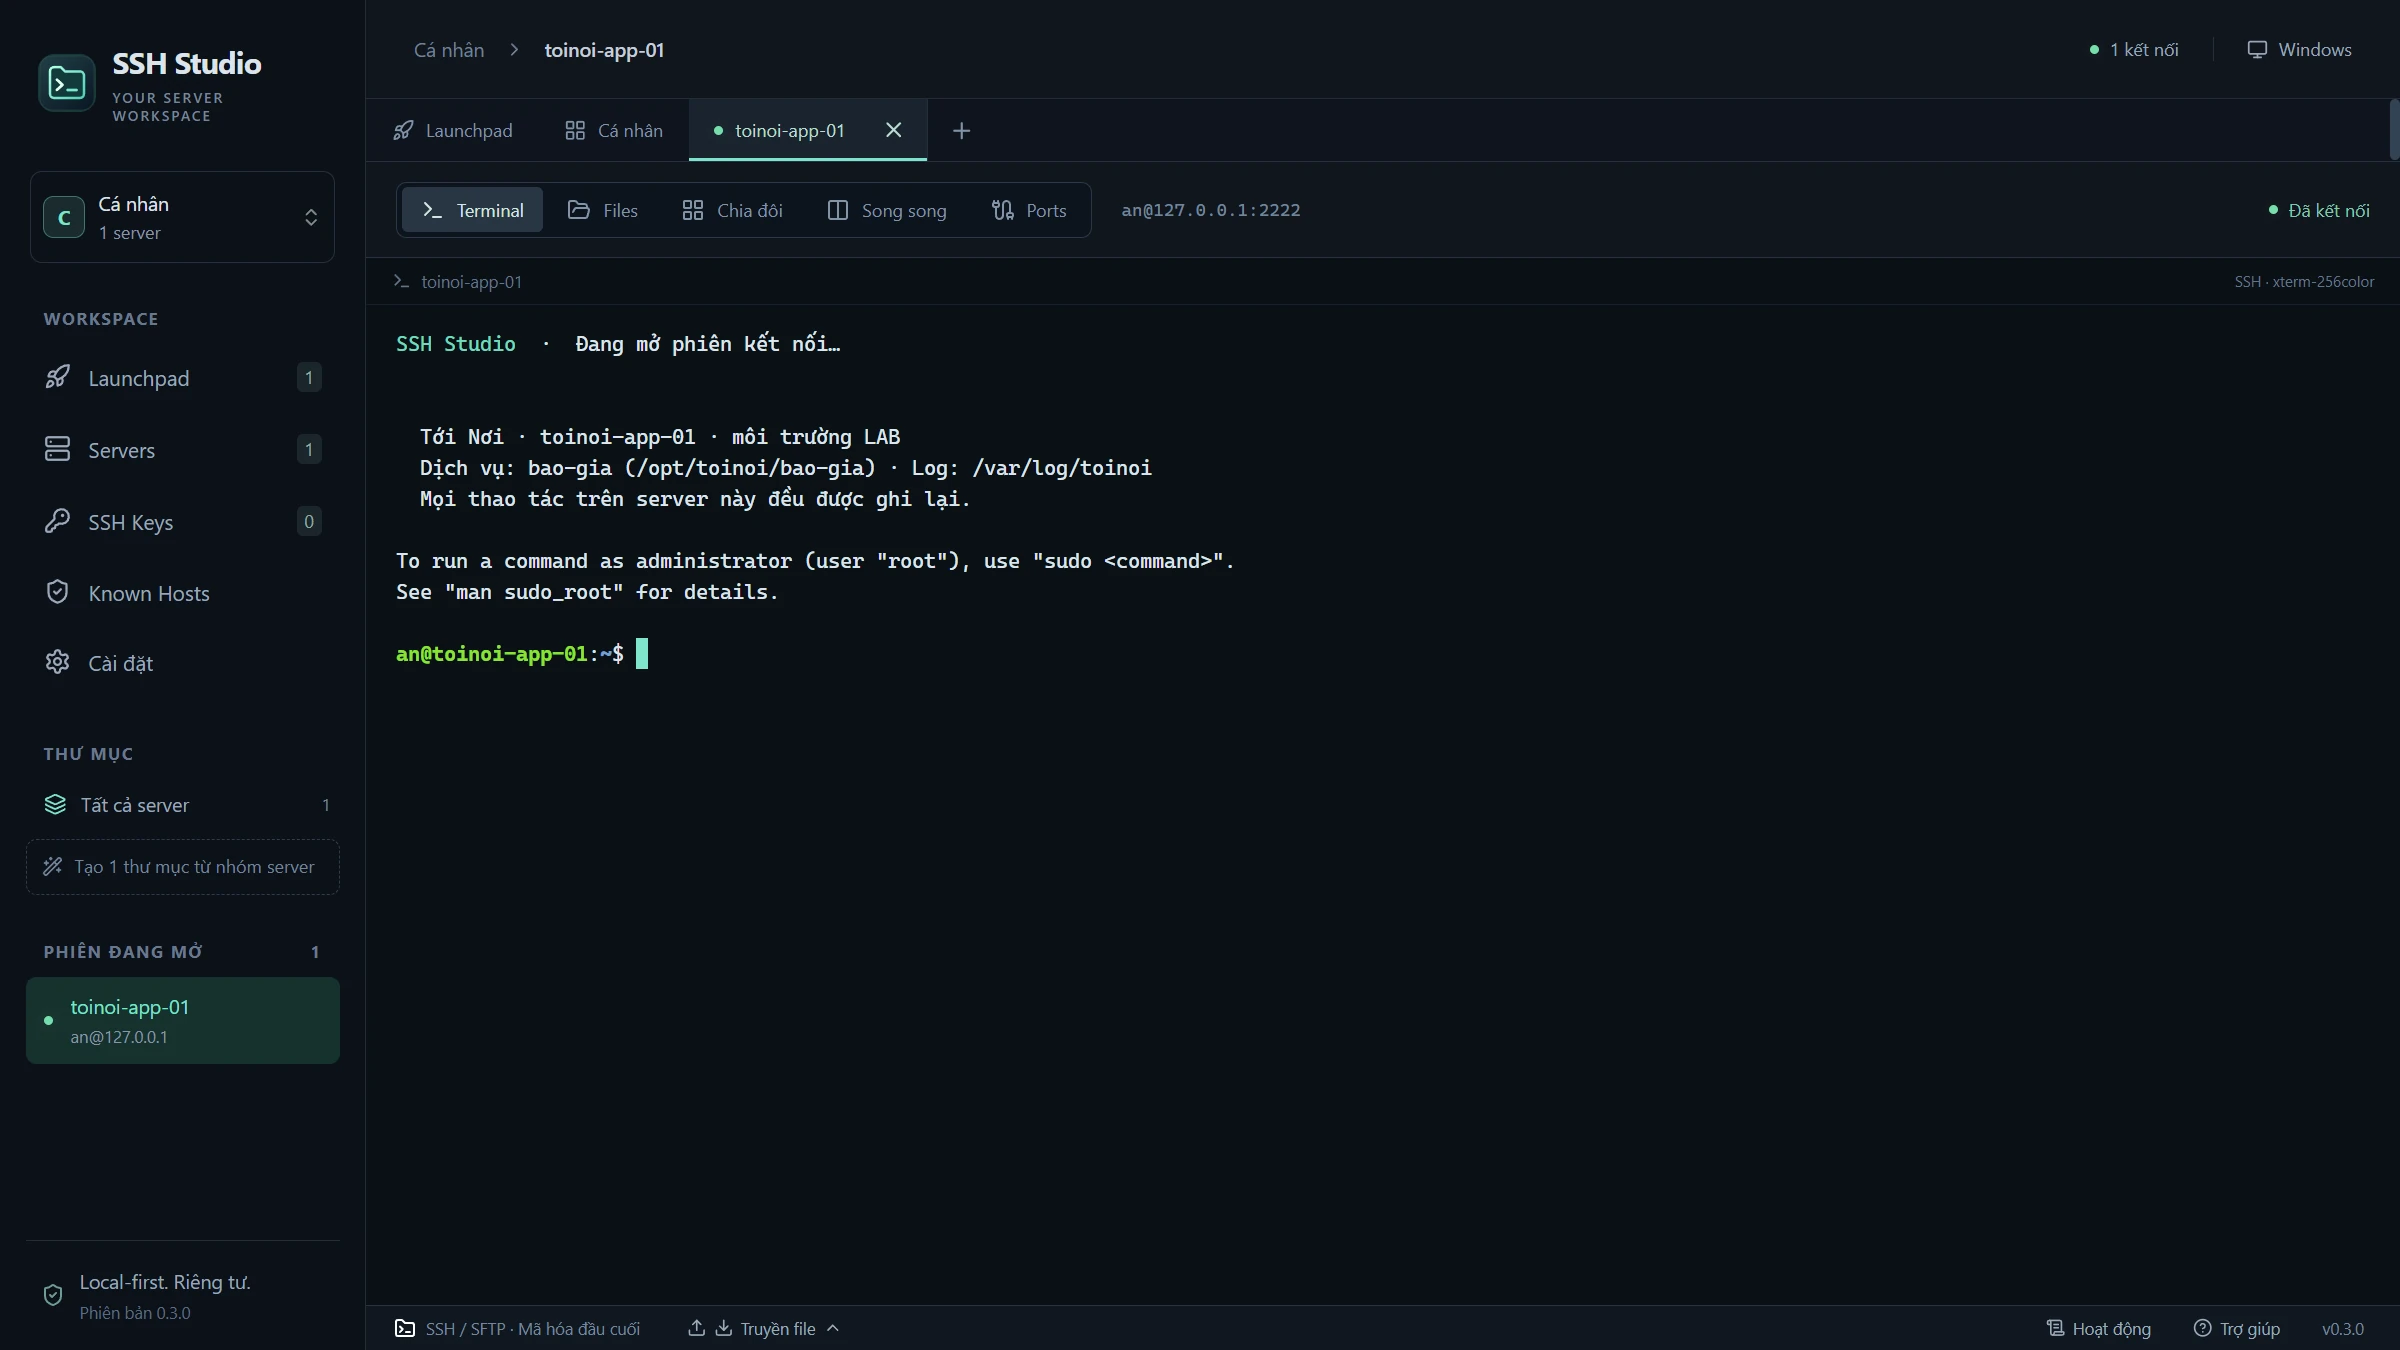 SSH Studio
YOUR SERVER
WORKSPACE
C
Cá nhân
1 server
WORKSPACE
Launchpad 1
Servers 1
SSH Keys 0
Known Hosts
Cài đặt
THƯ MỤC
Tất cả server 1
Tạo 1 thư mục từ nhóm server
PHIÊN ĐANG MỞ 1
toinoi-app-01
an@127.0.0.1
Local-first. Riêng tư.
Phiên bản 0.3.0
Cá nhân > toinoi-app-01
1 kết nối
Windows
Launchpad
Cá nhân
toinoi-app-01
Terminal
Files
Chia đôi
Song song
Ports
an@127.0.0.1:2222
Đã kết nối
toinoi-app-01
SSH · xterm-256color
SSH Studio · Đang mở phiên kết nối…
Tới Nơi · toinoi-app-01 · môi trường LAB
Dịch vụ: bao-gia (/opt/toinoi/bao-gia) · Log: /var/log/toinoi
Mọi thao tác trên server này đều được ghi lại.
To run a command as administrator (user "root"), use "sudo <command>".
See "man sudo_root" for details.
an@toinoi-app-01:~$
SSH / SFTP · Mã hóa đầu cuối
Truyền file
Hoạt động
Trợ giúp
v0.3.0